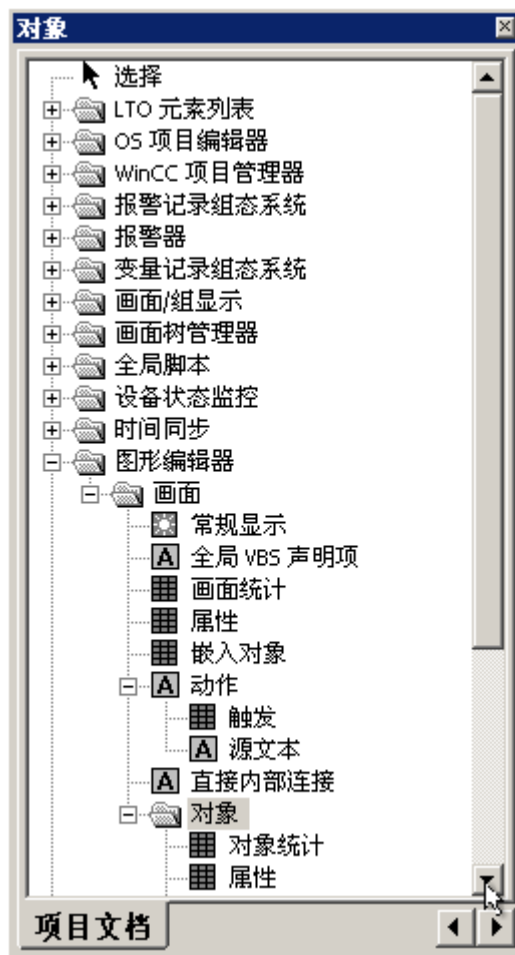 对象
选择
LTO 元素列表
OS 项目编辑器
WinCC 项目管理器
报警记录组态系统
报警器
变量记录组态系统
画面/组显示
画面树管理器
全局脚本
设备状态监控
时间同步
图形编辑器
画面
常规显示
A 全局 VBS 声明项
画面统计
属性
嵌入对象
A 动作
触发
A 源文本
A 直接内部连接
对象
对象统计
属性
项目文档